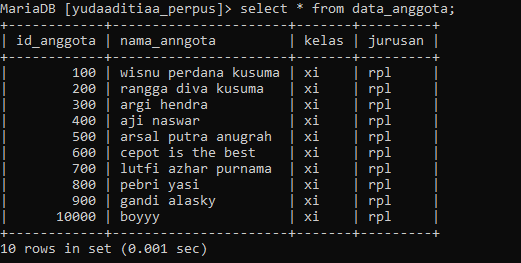 MariaDB [yudaaditiaa_perpus]> select * from data_anggota;
+------------+----------------------+-------+---------+
| id_anggota | nama_anngota         | kelas | jurusan |
+------------+----------------------+-------+---------+
|        100 | wisnu perdana kusuma | xi    | rpl     |
|        200 | rangga diva kusuma   | xi    | rpl     |
|        300 | argi hendra          | xi    | rpl     |
|        400 | aji naswar           | xi    | rpl     |
|        500 | arsal putra anugrah  | xi    | rpl     |
|        600 | cepot is the best    | xi    | rpl     |
|        700 | lutfi azhar purnama  | xi    | rpl     |
|        800 | pebri yasi           | xi    | rpl     |
|        900 | gandi alasky         | xi    | rpl     |
|      10000 | boyyy                | xi    | rpl     |
+------------+----------------------+-------+---------+
10 rows in set (0.001 sec)